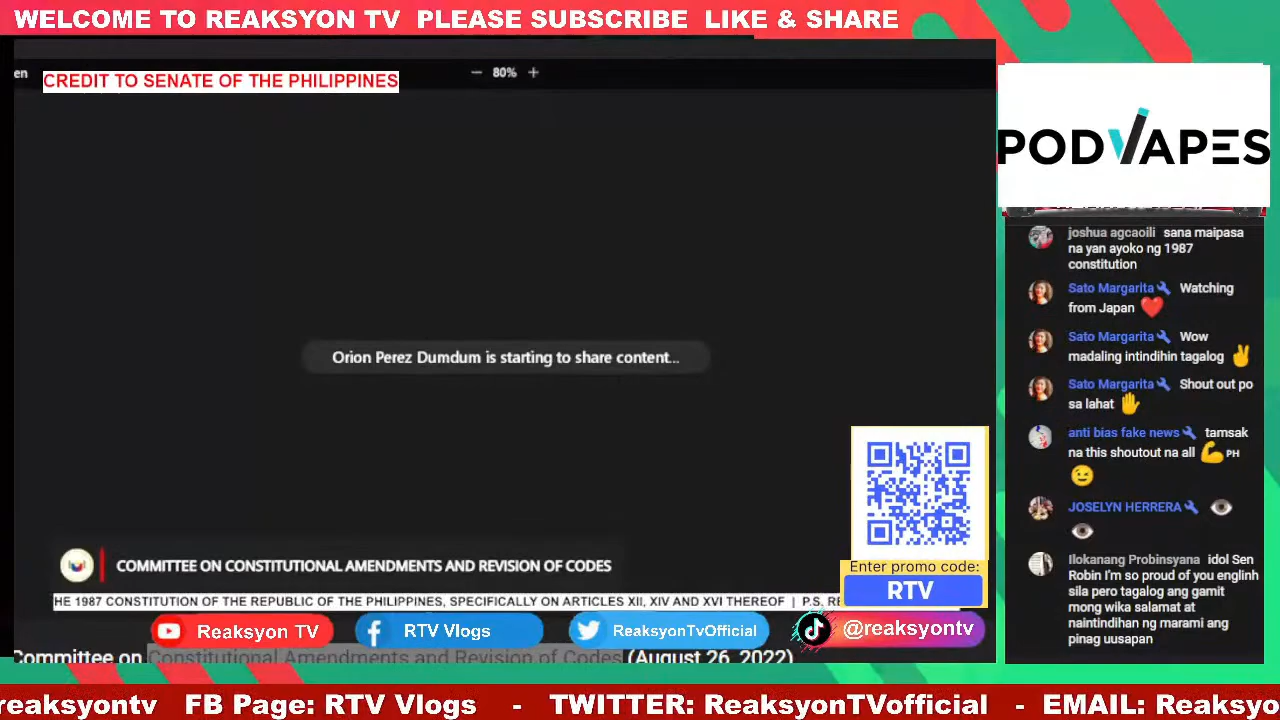 WELCOME TO REAKSYON TV  PLEASE SUBSCRIBE  LIKE & SHARE
en
CREDIT TO SENATE OF THE PHILIPPINES
− 80% +
PODVAPES
joshua agcaoili sana maipasa
na yan ayoko ng 1987
constitution
Sato Margarita Watching
from Japan ❤️
Sato Margarita Wow
madaling intindihin tagalog ✌️
Sato Margarita Shout out po
sa lahat ✋
anti bias fake news tamsak
na this shoutout na all 💪 PH
😉
JOSELYN HERRERA 👁️
👁️
Ilokanang Probinsyana idol Sen
Robin I'm so proud of you englinh
sila pero tagalog ang gamit
mong wika salamat at
naintindihan ng marami ang
pinag uusapan
Orion Perez Dumdum is starting to share content...
COMMITTEE ON CONSTITUTIONAL AMENDMENTS AND REVISION OF CODES
Enter promo code:
RTV
HE 1987 CONSTITUTION OF THE REPUBLIC OF THE PHILIPPINES, SPECIFICALLY ON ARTICLES XII, XIV AND XVI THEREOF | P.S. RE
Reaksyon TV
RTV Vlogs
ReaksyonTvOfficial
@reaksyontv
Committee on Constitutional Amendments and Revision of Codes (August 26, 2022)
reaksyontv FB Page: RTV Vlogs - TWITTER: ReaksyonTVofficial - EMAIL: Reaksyo